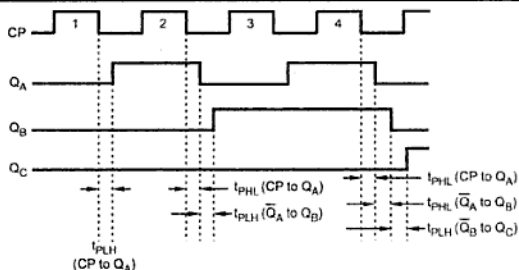 CP 1 2 3 4
Q_A
Q_B
Q_C
t_PHL (CP to Q_A) t_PHL (CP to Q_A)
t_PLH (Q̅_A to Q_B) t_PHL (Q̅_A to Q_B)
t_PLH (Q̅_B to Q_C)
t_PLH
(CP to Q_A)